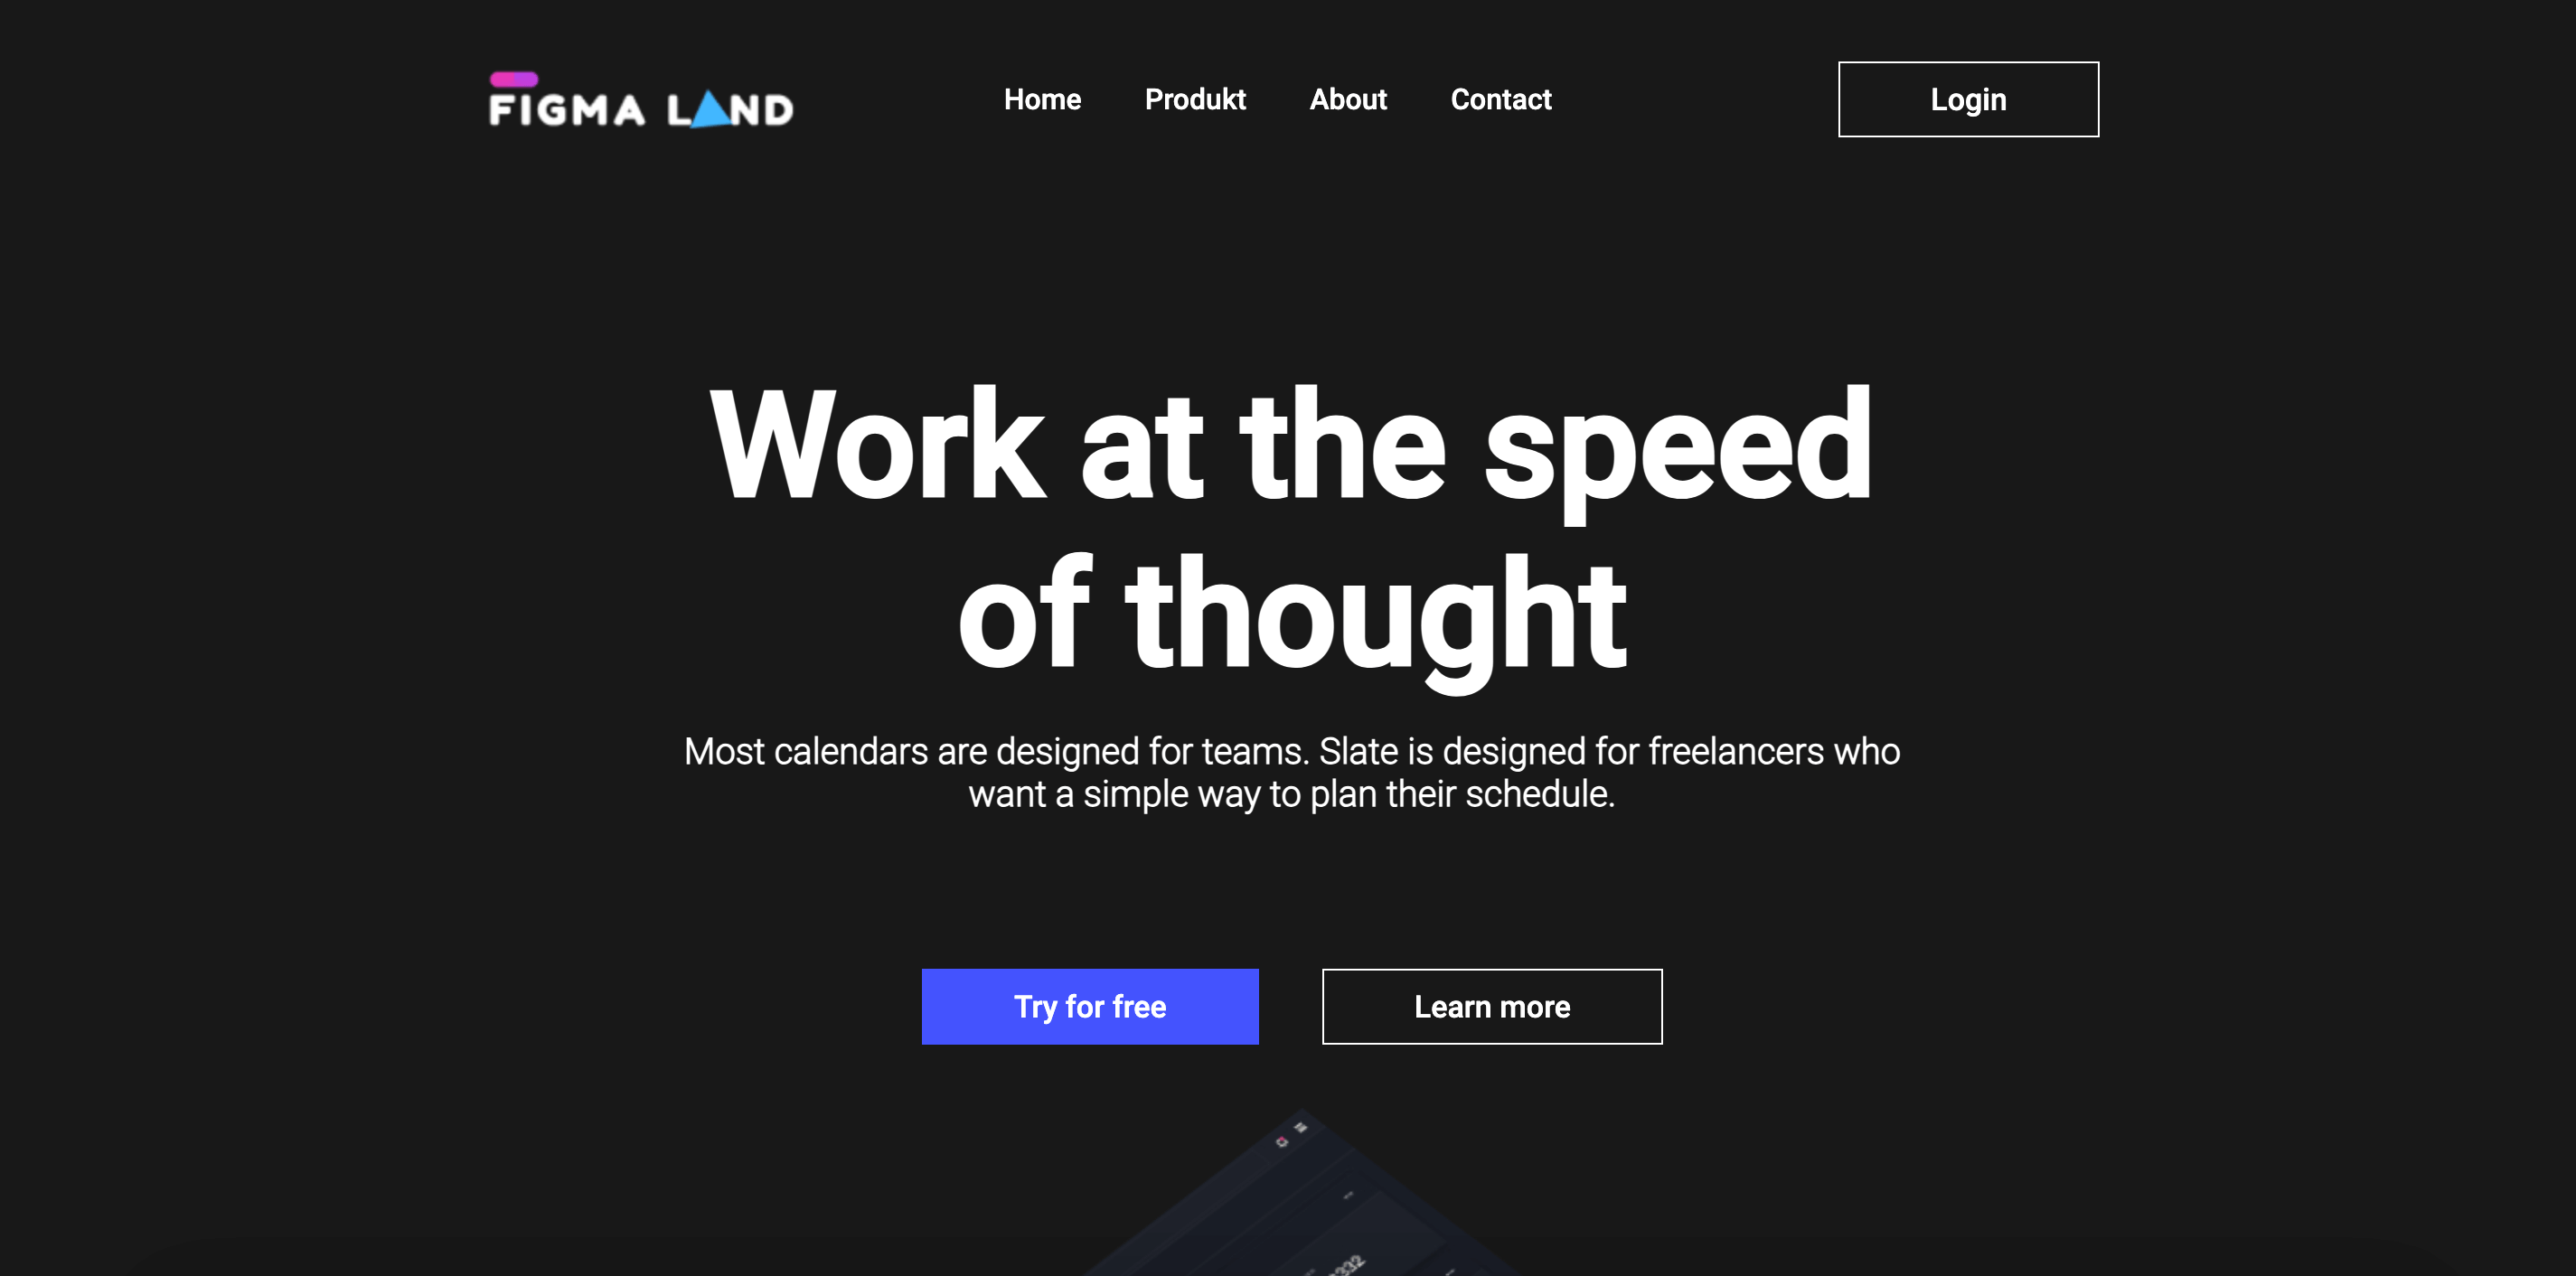 FIGMA LAND
Home
Produkt
About
Contact
Login
Work at the speed
of thought
Most calendars are designed for teams. Slate is designed for freelancers who
want a simple way to plan their schedule.
Try for free
Learn more